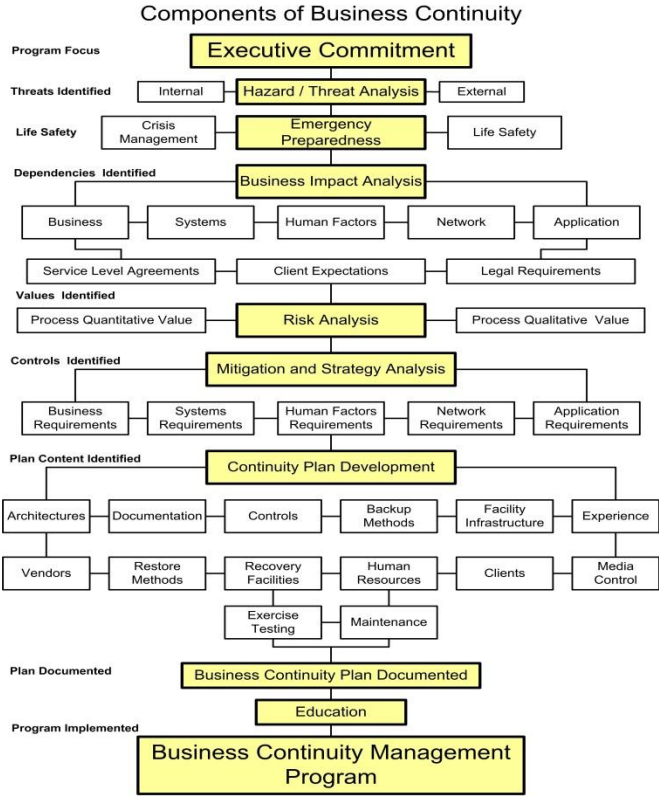 Components of Business Continuity
Program Focus
Executive Commitment
Threats Identified
Internal
Hazard / Threat Analysis
External
Life Safety
Crisis
Management
Emergency
Preparedness
Life Safety
Dependencies Identified
Business Impact Analysis
Business
Systems
Human Factors
Network
Application
Service Level Agreements
Client Expectations
Legal Requirements
Values Identified
Process Quantitative Value
Risk Analysis
Process Qualitative Value
Controls Identified
Mitigation and Strategy Analysis
Business
Requirements
Systems
Requirements
Human Factors
Requirements
Network
Requirements
Application
Requirements
Plan Content Identified
Continuity Plan Development
Architectures
Documentation
Controls
Backup
Methods
Facility
Infrastructure
Experience
Vendors
Restore
Methods
Recovery
Facilities
Human
Resources
Clients
Media
Control
Exercise
Testing
Maintenance
Plan Documented
Business Continuity Plan Documented
Education
Program Implemented
Business Continuity Management
Program